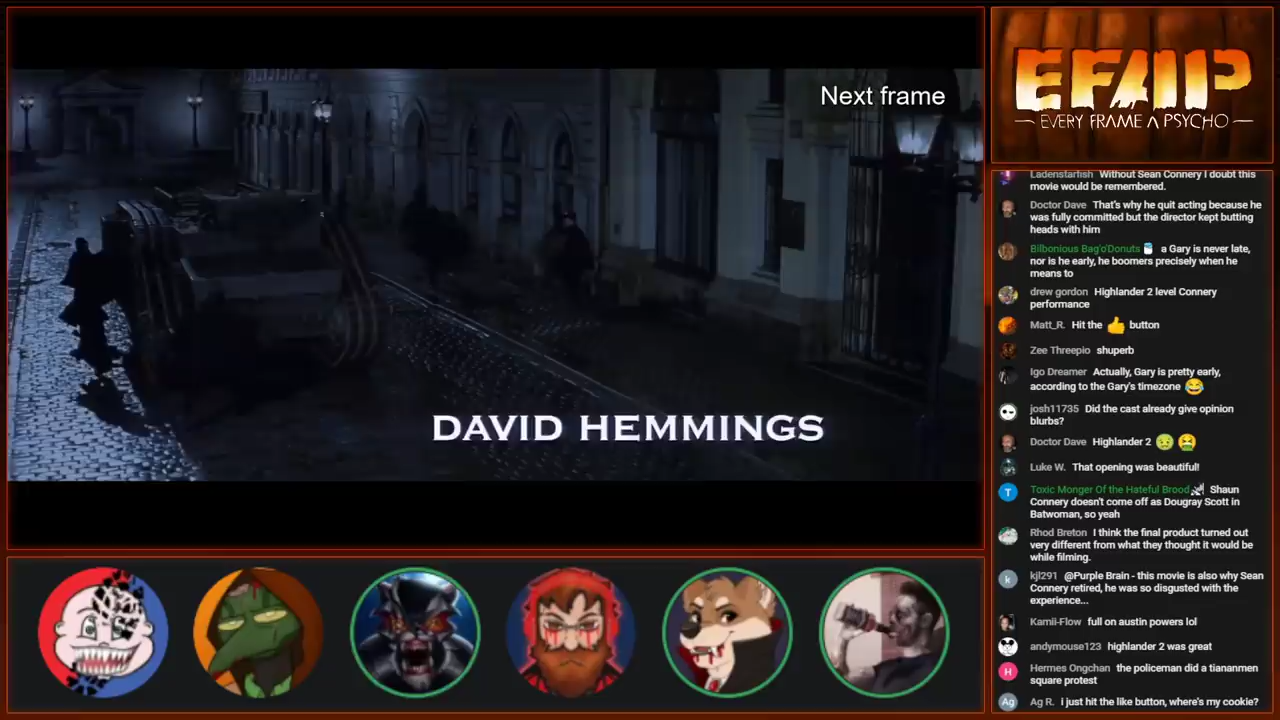 Next frame
DAVID HEMMINGS
EFAP
EVERY FRAME A PSYCHO
Ladenstarfish Without Sean Connery I doubt this
movie would be remembered.
Doctor Dave That's why he quit acting because he
was fully committed but the director kept butting
heads with him
Bilbonious Bag'o'Donuts a Gary is never late,
nor is he early, he boomers precisely when he
means to
drew gordon Highlander 2 level Connery
performance
Matt_R. Hit the 👍 button
Zee Threepio shuperb
Igo Dreamer Actually, Gary is pretty early,
according to the Gary's timezone 😂
josh11735 Did the cast already give opinion
blurbs?
Doctor Dave Highlander 2 🤢 🤮
Luke W. That opening was beautiful!
T
Toxic Monger Of the Hateful Brood Shaun
Connery doesn't come off as Dougray Scott in
Batwoman, so yeah
Rhod Breton I think the final product turned out
very different from what they thought it would be
while filming.
k
kjl291 @Purple Brain - this movie is also why Sean
Connery retired, he was so disgusted with the
experience...
Kamii-Flow full on austin powers lol
andymouse123 highlander 2 was great
H
Hermes Ongchan the policeman did a tiananmen
square protest
Ag
Ag R. i just hit the like button, where's my cookie?